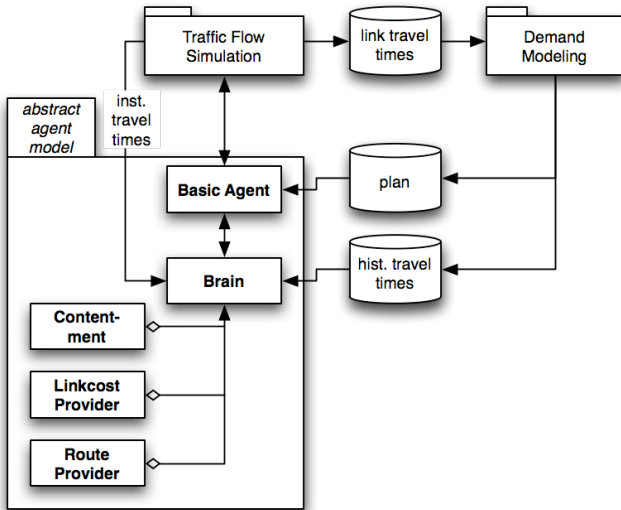 Traffic Flow
Simulation
link travel
times
Demand
Modeling
inst.
travel
times
abstract
agent
model
Basic Agent
plan
Brain
hist. travel
times
Content-
ment
Linkcost
Provider
Route
Provider